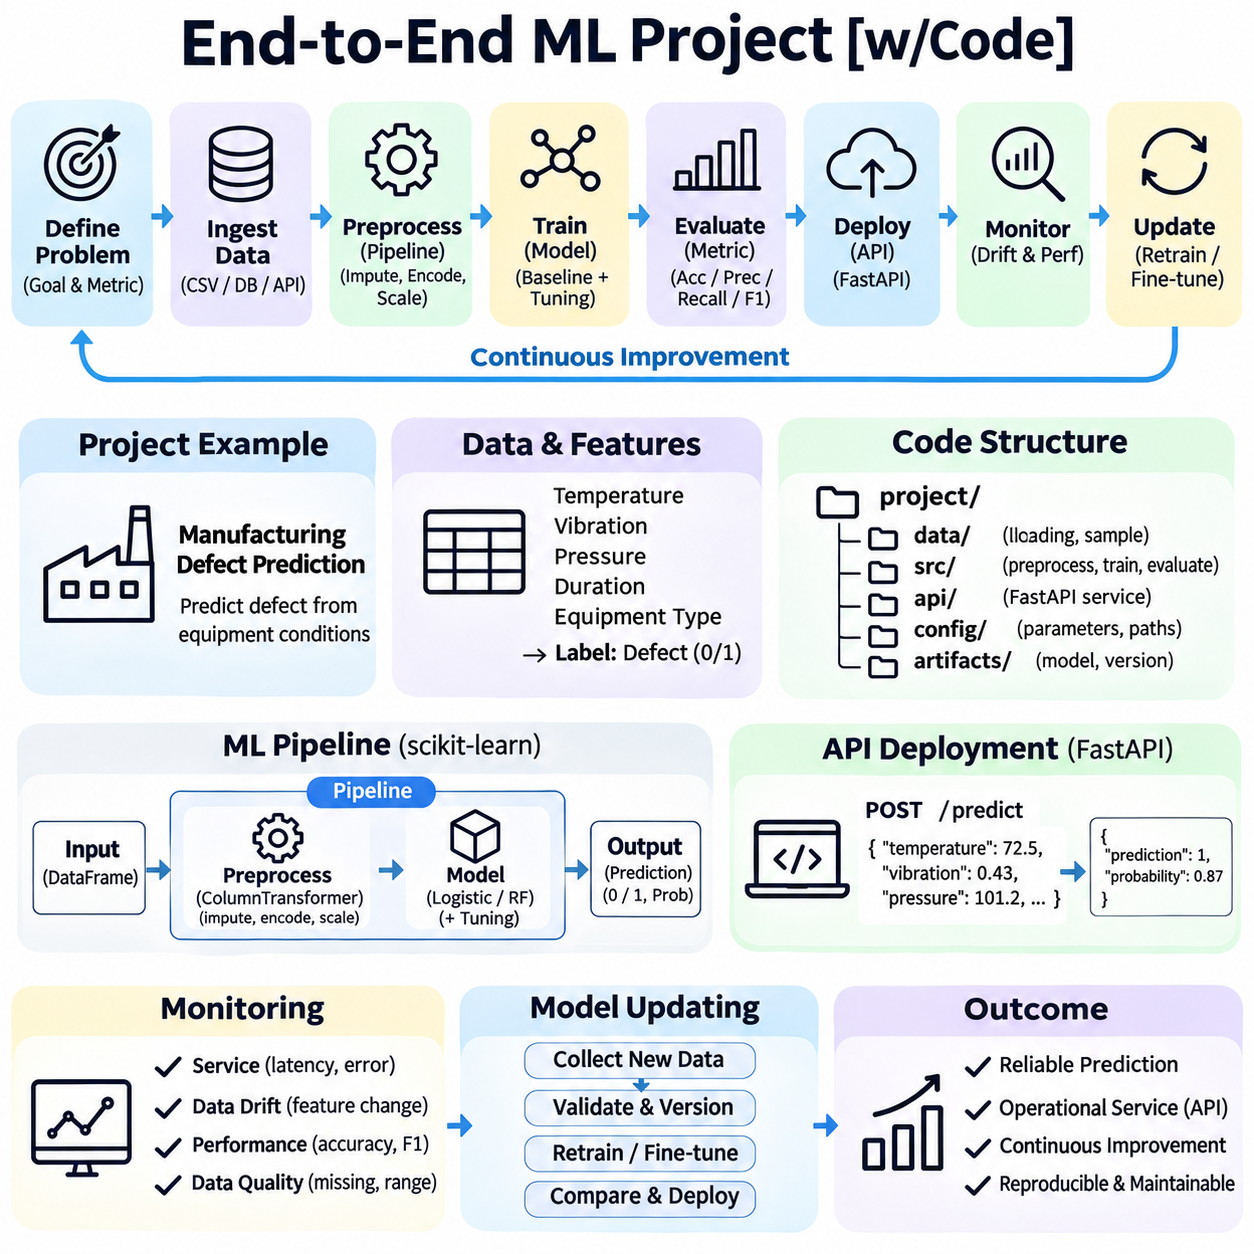 End-to-End ML Project [w/Code]
Define
Problem
(Goal & Metric)
Ingest
Data
(CSV / DB / API)
Preprocess
(Pipeline)
(Impute, Encode,
Scale)
Train
(Model)
(Baseline +
Tuning)
Evaluate
(Metric)
(Acc / Prec /
Recall / F1)
Deploy
(API)
(FastAPI)
Monitor
(Drift & Perf)
Update
(Retrain /
Fine-tune)
Continuous Improvement
Project Example
Manufacturing
Defect Prediction
Predict defect from
equipment conditions
Data & Features
Temperature
Vibration
Pressure
Duration
Equipment Type
→ Label: Defect (0/1)
Code Structure
project/
data/ (lloading, sample)
src/ (preprocess, train, evaluate)
api/ (FastAPI service)
config/ (parameters, paths)
artifacts/ (model, version)
ML Pipeline (scikit-learn)
Pipeline
Input
(DataFrame)
Preprocess
(ColumnTransformer)
(impute, encode, scale)
Model
(Logistic / RF)
(+ Tuning)
Output
(Prediction)
(0 / 1, Prob)
API Deployment (FastAPI)
</>
POST /predict
{ "temperature": 72.5,
"vibration": 0.43,
"pressure": 101.2, ... }
{
"prediction": 1,
"probability": 0.87
}
Monitoring
Service (latency, error)
Data Drift (feature change)
Performance (accuracy, F1)
Data Quality (missing, range)
Model Updating
Collect New Data
Validate & Version
Retrain / Fine-tune
Compare & Deploy
Outcome
Reliable Prediction
Operational Service (API)
Continuous Improvement
Reproducible & Maintainable